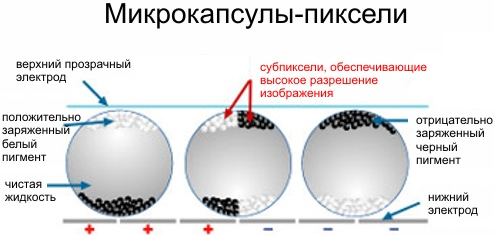 Микрокапсулы-пиксели
верхний прозрачный
электрод
субпиксели, обеспечивающие
высокое разрешение
изображения
положительно
заряженный
белый
пигмент
отрицательно
заряженный
черный
пигмент
чистая
жидкость
нижний
электрод
+ + + – – –